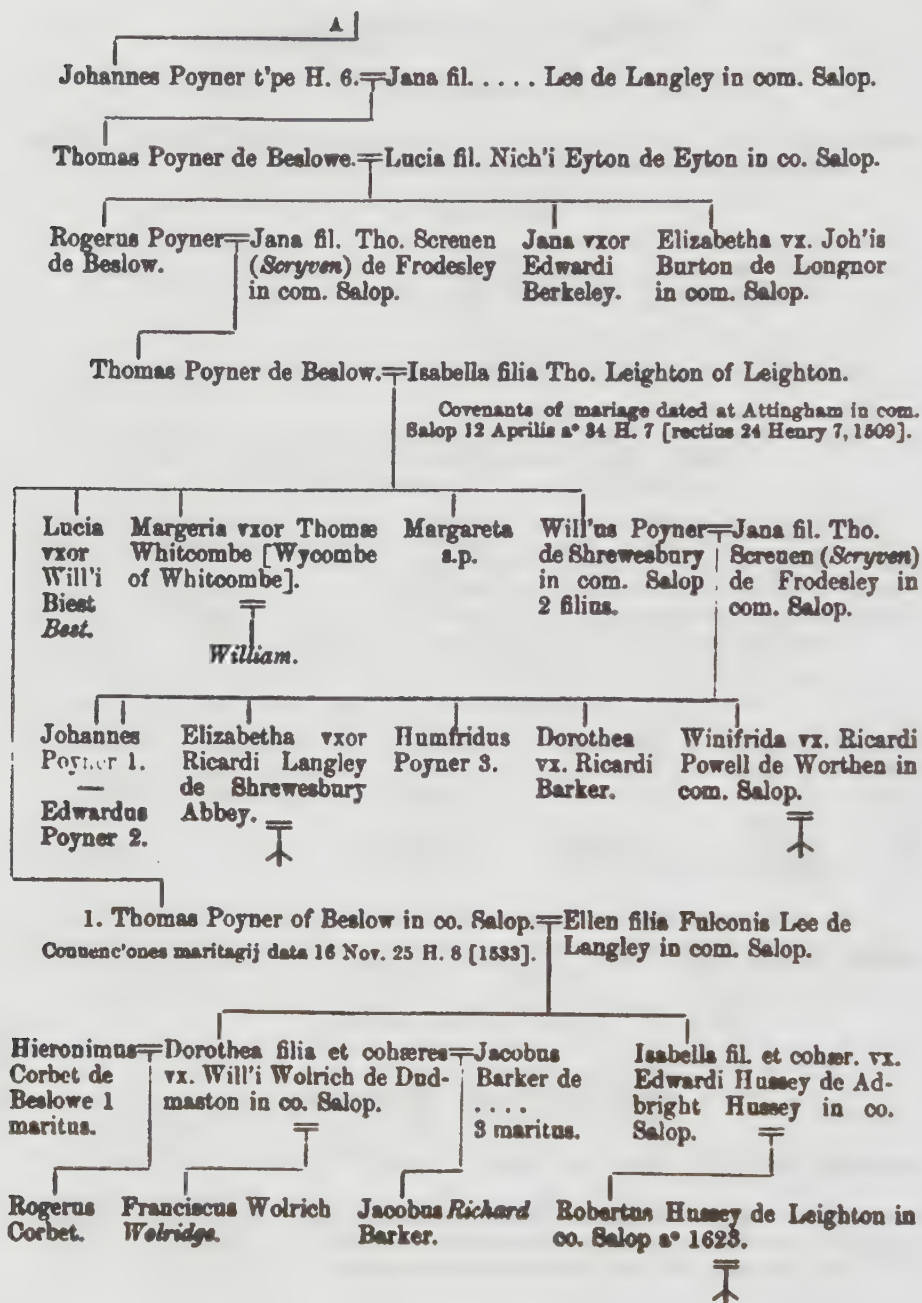 A
Johannes Poyner t'pe H. 6.=Jana fil. . . . . . Lee de Langley in com. Salop.
Thomas Poyner de Beslowe.=Lucia fil. Nich'i Eyton de Eyton in co. Salop.
Rogerus Poyner=
de Beslow.
Jana fil. Tho. Screuen
(Scryven) de Frodesley
in com. Salop.
Jana vxor
Edwardi
Berkeley.
Elizabetha vx. Joh'is
Burton de Longnor
in com. Salop.
Thomas Poyner de Beslow.=Isabella filia Tho. Leighton of Leighton.
Covenants of mariage dated at Attingham in com.
Salop 12 Aprilis a° 34 H. 7 [rectius 24 Henry 7, 1509].
Lucia
vxor
Will'i
Biest
Best.
Margeria vxor Thomæ
Whitcombe [Wycombe
of Whitcombe].
William.
Margareta
s.p.
Will'us Poyner=
de Shrewesbury
in com. Salop
2 filius.
Jana fil. Tho.
Screuen (Scryven)
de Frodesley in
com. Salop.
Johannes
Poyner 1.
—
Edwardus
Poyner 2.
Elizabetha vxor
Ricardi Langley
de Shrewesbury
Abbey.
Humfridus
Poyner 3.
Dorothea
vx. Ricardi
Barker.
Winifrida vx. Ricardi
Powell de Worthen in
com. Salop.
1. Thomas Poyner of Beslow in co. Salop.=Ellen filia Fulconis Lee de
Langley in com. Salop.
Conuenc'ones maritagij data 16 Nov. 25 H. 8 [1533].
Hieronimus=
Corbet de
Beslowe 1
maritus.
Dorothea filia et cohæres=
vx. Will'i Wolrich de Dud-
maston in co. Salop.
Jacobus
Barker de
. . . .
3 maritus.
Isabella fil. et cohær. vx.
Edwardi Hussey de Ad-
bright Hussey in co.
Salop.
Rogerus
Corbet.
Franciscus Wolrich
Wolridge.
Jacobus Richard
Barker.
Robertus Hussey de Leighton in
co. Salop a° 1623.